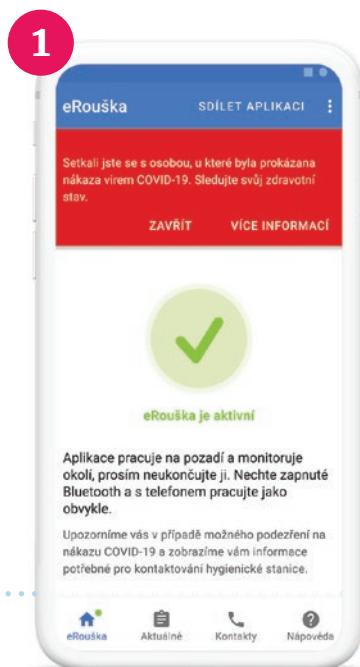 1
eRouška SDÍLET APLIKACI
Setkali jste se s osobou, u které byla prokázana
nákaza virem COVID-19. Sledujte svůj zdravotní
stav.
ZAVŘÍT VÍCE INFORMACÍ
eRouška je aktivní
Aplikace pracuje na pozadí a monitoruje
okolí, prosím neukončujte ji. Nechte zapnuté
Bluetooth a s telefonem pracujte jako
obvykle.
Upozorníme vás v případě možného podezření na
nákazu COVID-19 a zobrazíme vám informace
potřebné pro kontaktování hygienické stanice.
eRouška Aktuálně Kontakty Nápověda